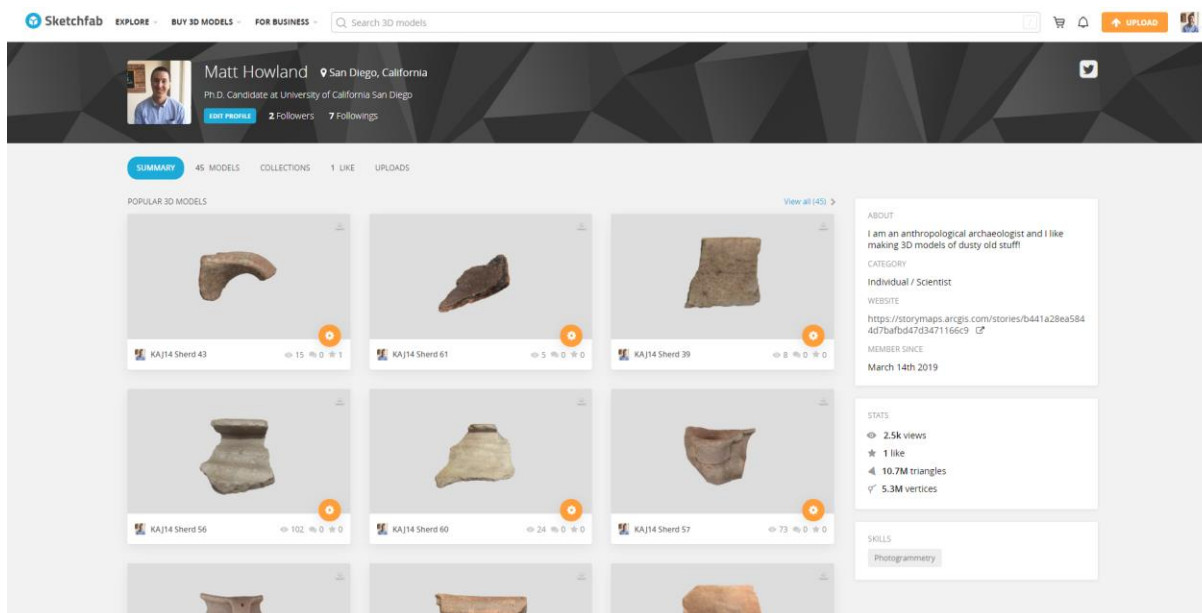 Sketchfab EXPLORE BUY 3D MODELS FOR BUSINESS Search 3D models UPLOAD
Matt Howland San Diego, California
Ph.D. Candidate at University of California San Diego
EDIT PROFILE 2 Followers 7 Followings
SUMMARY 45 MODELS COLLECTIONS 1 LIKE UPLOADS
POPULAR 3D MODELS View all (45)
KAJ14 Sherd 43 15 0 1
KAJ14 Sherd 61 5 0 0
KAJ14 Sherd 39 8 0 0
KAJ14 Sherd 56 102 0 0
KAJ14 Sherd 60 24 0 0
KAJ14 Sherd 57 73 0 0
ABOUT
I am an anthropological archaeologist and I like
making 3D models of dusty old stuff!
CATEGORY
Individual / Scientist
WEBSITE
https://storymaps.arcgis.com/stories/b441a28ea584
4d7bafbd47d3471166c9
MEMBER SINCE
March 14th 2019
STATS
2.5k views
1 like
10.7M triangles
5.3M vertices
SKILLS
Photogrammetry